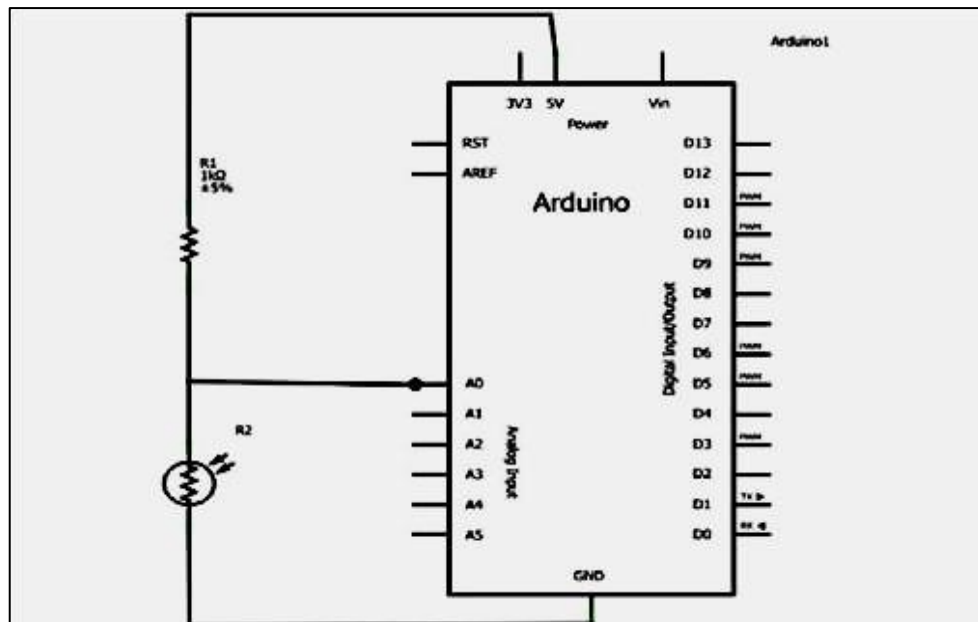 Arduino1
3V3 5V Vin
Power
RST
AREF
D13
D12
D11 PWM
R1
1kΩ
±5%
Arduino
D10 PWM
D9 PWM
D8
D7
D6 PWM
Digital Input/Output
A0
D5 PWM
A1
D4
R2
A2
D3 PWM
Analog Input
A3
D2
A4
D1 TX
A5
D0 RX
GND